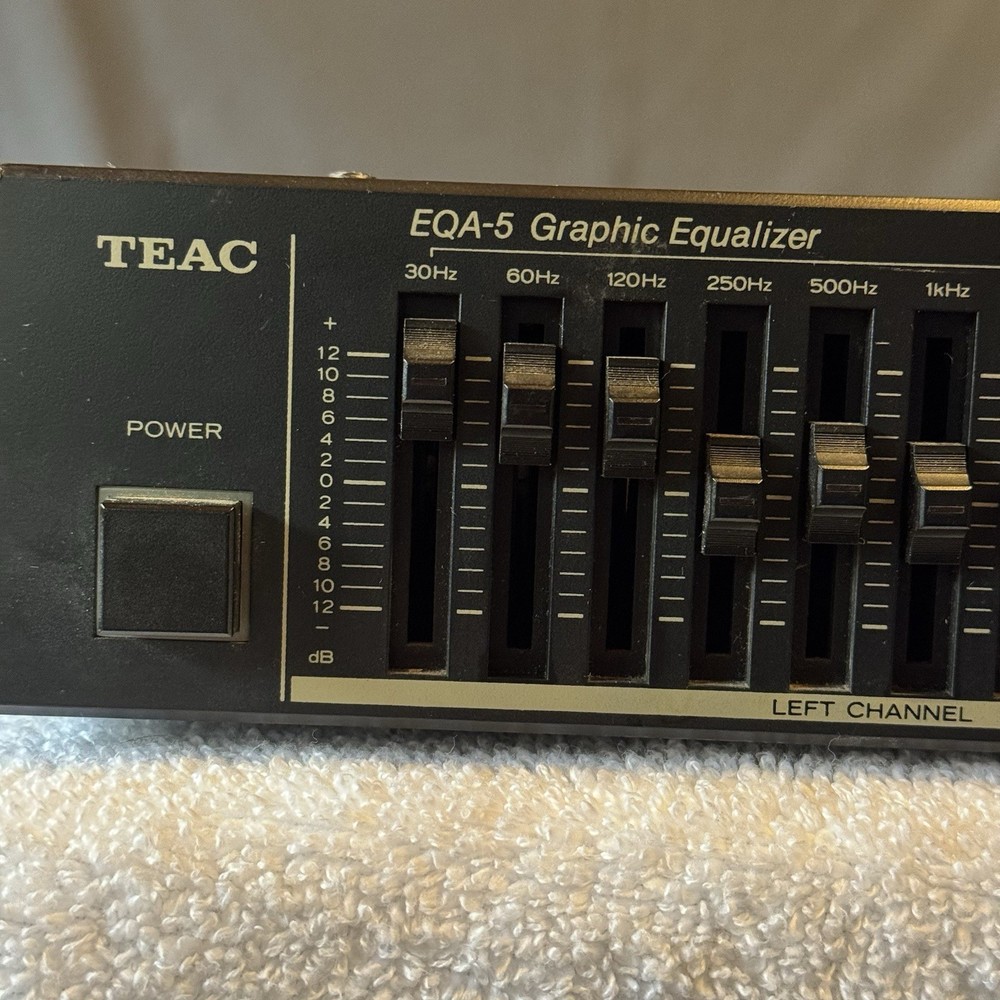 TEAC
EQA-5 Graphic Equalizer
30Hz 60Hz 120Hz 250Hz 500Hz 1kHz
POWER
+
12
10
8
6
4
2
0
2
4
6
8
10
12
−
dB
LEFT CHANNEL